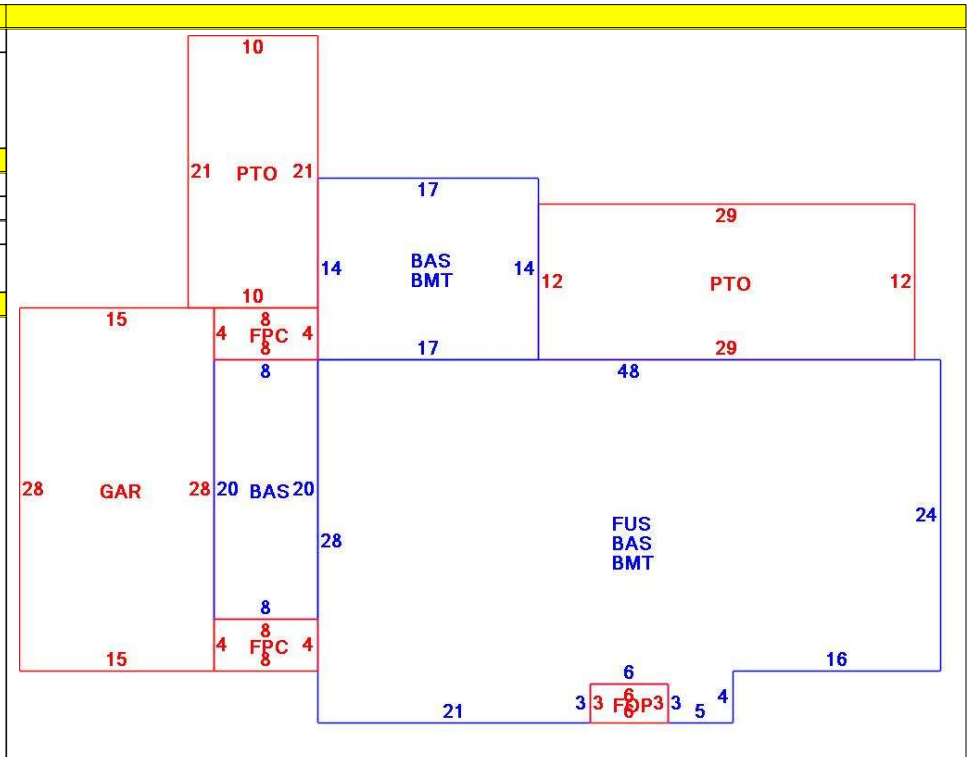 10
21 PTO 21
10
17
14 BAS 14
BMT
17
29
12 PTO 12
29
15
28 GAR 28
15
8
4 FPC 4
8
8
20 BAS 20
8
8
4 FPC 4
8
48
28
FUS
BAS
BMT
24
16
4
5
21
6
3 3
6
3 FOP 3
6